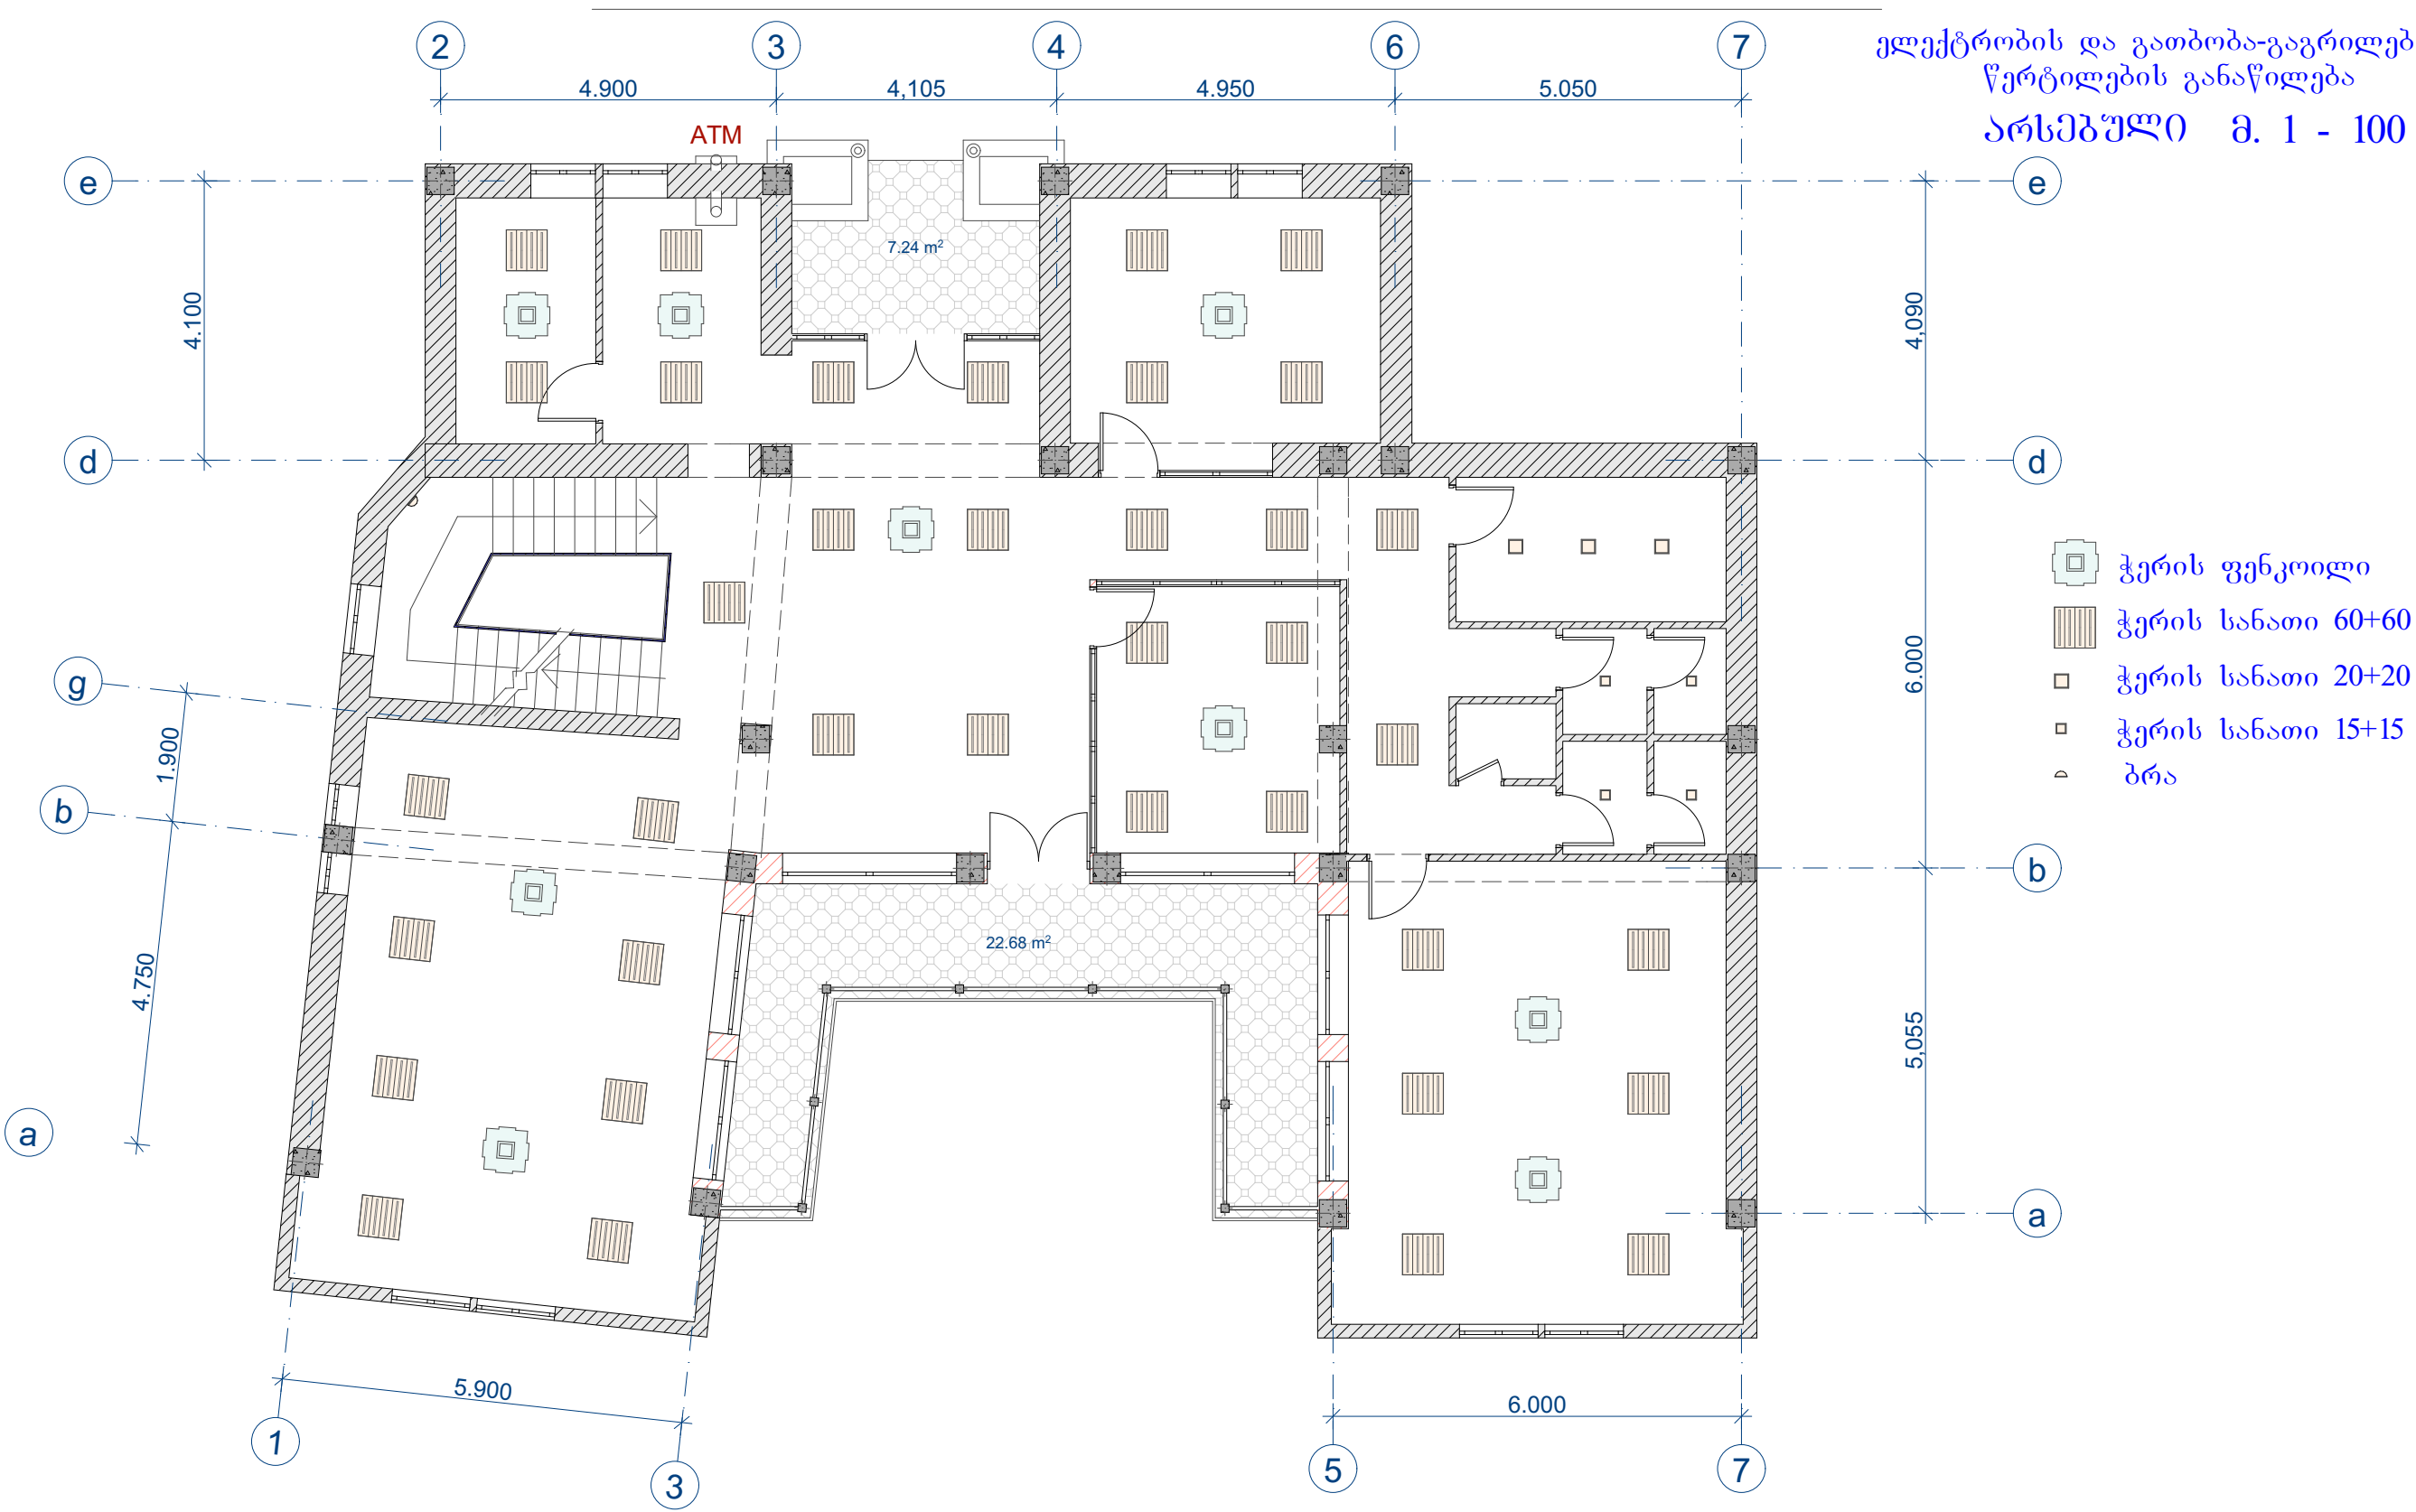 2 3 4 6 7
ელექტრობის და გათბობა-გაგრილებ
წერტილების განაწილება
არსებული მ. 1 - 100
4.900 4,105 4.950 5.050
ATM
e e
7.24 m²
4.100 4,090
d d
ჭერის ფენკოილი
ჭერის სანათი 60+60
ჭერის სანათი 20+20
ჭერის სანათი 15+15
ბრა
6.000
g
1.900
b b
22.68 m²
4.750
5,055
a a
5.900
6.000
1 3 5 7